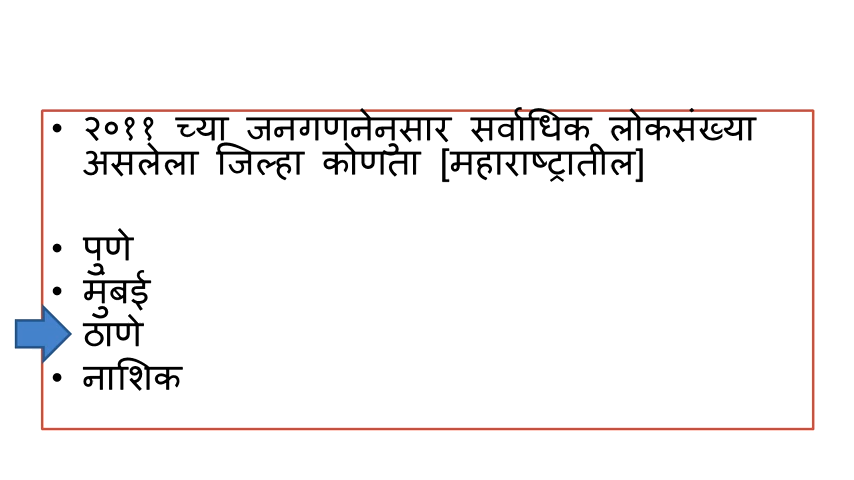 • २०११ च्या जनगणनेनुसार सर्वाधिक लोकसंख्या
असलेला जिल्हा कोणता [महाराष्ट्रातील]
• पुणे
• मुंबई
ठाणे
• नाशिक